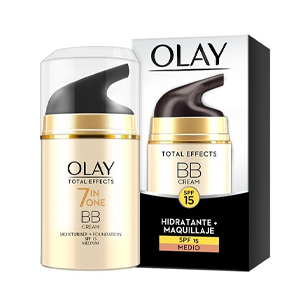 OLAY
TOTAL EFFECTS
7 IN
ONE
BB
CREAM
MOISTURISER + FOUNDATION
SPF 15
MEDIUM
OLAY
TOTAL EFFECTS
BB
CREAM
SPF
15
HIDRATANTE +
MAQUILLAJE
SPF 15
MEDIO